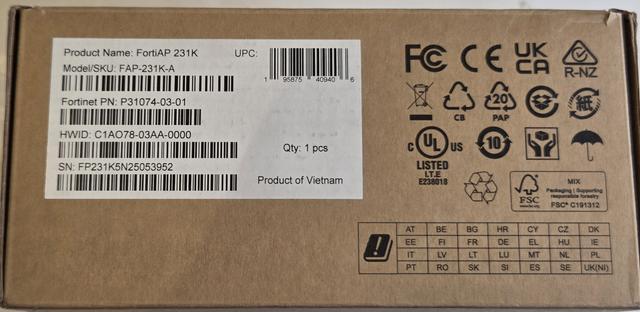 Product Name: FortiAP 231K
UPC:
Model/SKU: FAP-231K-A
1 95875 40940 6
Fortinet PN: P31074-03-01
HWID: C1AO78-03AA-0000
Qty: 1 pcs
SN: FP231K5N25053952
Product of Vietnam
FC CE UK CA R-NZ
CB 20 PAP 紙
C UL US 10
LISTED
I.T.E
E238018
FSC
MIX
Packaging | Supporting
responsible forestry
FSC® C191312
AT BE BG HR CY CZ DK
EE FI FR DE EL HU IE
IT LV LT LU MT NL PL
PT RO SK SI ES SE UK(NI)